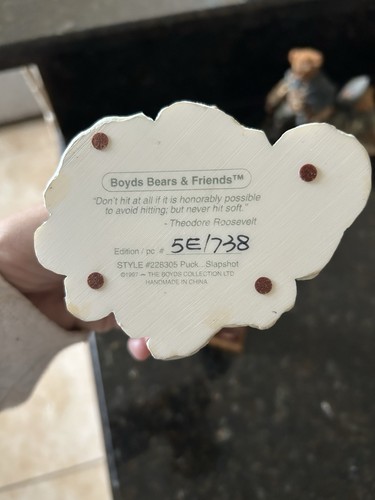 Boyds Bears & Friends™
"Don't hit at all if it is honorably possible
to avoid hitting; but never hit soft."
- Theodore Roosevelt
Edition / pc # 5E/738
STYLE #228305 Puck...Slapshot
©1997 THE BOYDS COLLECTION LTD.
HANDMADE IN CHINA